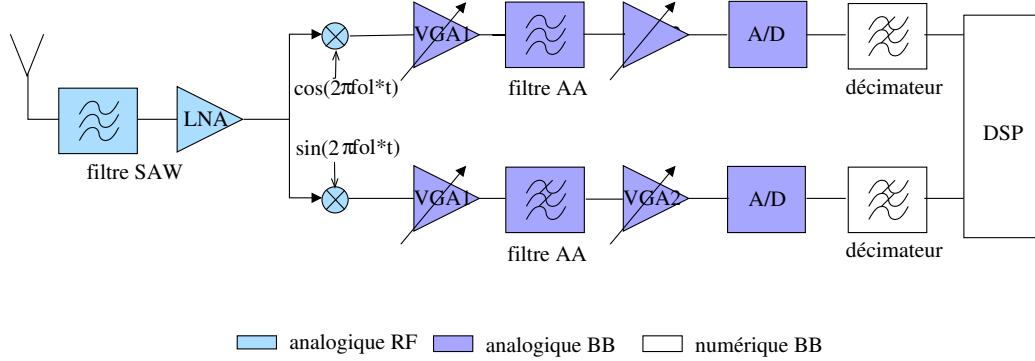 VGA1
A/D
filtre AA
décimateur
cos(2πfol*t)
LNA
filtre SAW
DSP
sin(2πfol*t)
VGA1
VGA2
A/D
filtre AA
décimateur
analogique RF
analogique BB
numérique BB